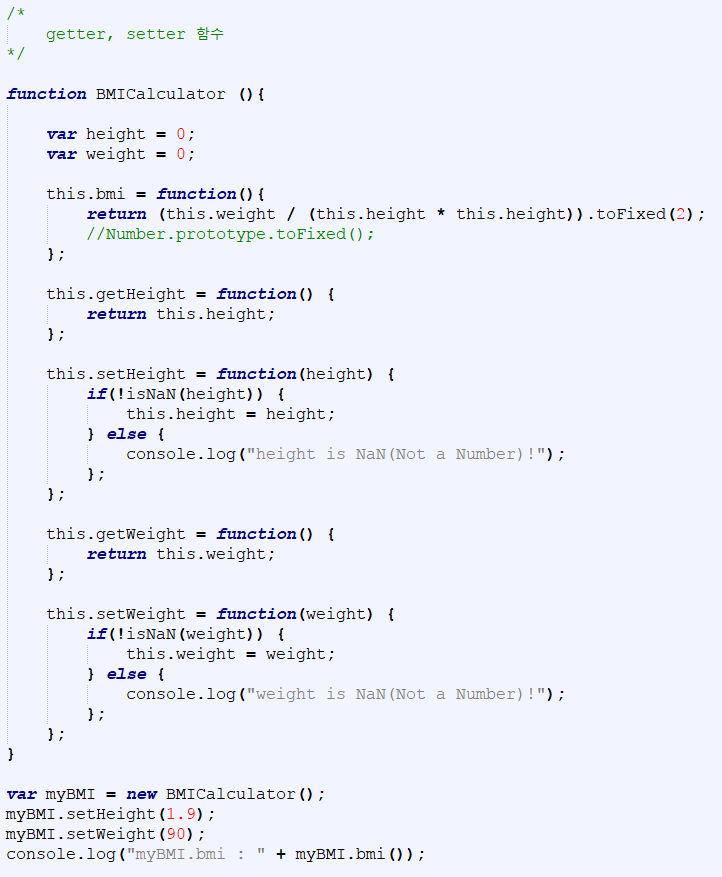 /*
    getter, setter 함수
*/

function BMICalculator (){

    var height = 0;
    var weight = 0;

    this.bmi = function(){
        return (this.weight / (this.height * this.height)).toFixed(2);
        //Number.prototype.toFixed();
    };

    this.getHeight = function() {
        return this.height;
    };

    this.setHeight = function(height) {
        if(!isNaN(height)) {
            this.height = height;
        } else {
            console.log("height is NaN(Not a Number)!");
        };
    };

    this.getWeight = function() {
        return this.weight;
    };

    this.setWeight = function(weight) {
        if(!isNaN(weight)) {
            this.weight = weight;
        } else {
            console.log("weight is NaN(Not a Number)!");
        };
    };
}

var myBMI = new BMICalculator();
myBMI.setHeight(1.9);
myBMI.setWeight(90);
console.log("myBMI.bmi : " + myBMI.bmi());